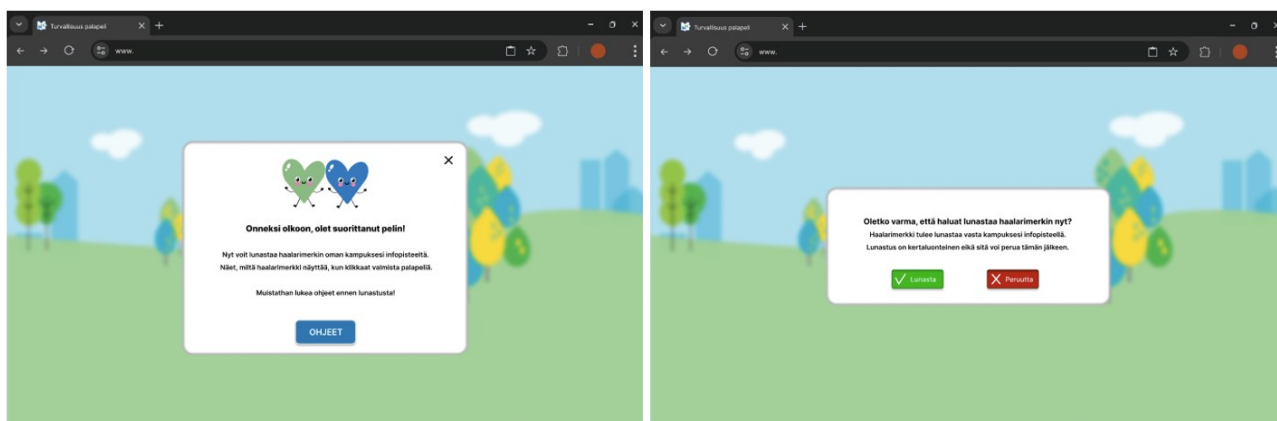 Turvallisuus palapeli
www.
Onneksi olkoon, olet suorittanut pelin!
Nyt voit lunastaa haalarimerkin oman kampuksesi infopisteeltä.
Näet, miltä haalarimerkki näyttää, kun klikkaat valmista palapeliä.
Muistathan lukea ohjeet ennen lunastusta!
OHJEET
Turvallisuus palapeli
www.
Oletko varma, että haluat lunastaa haalarimerkin nyt?
Haalarimerkki tulee lunastaa vasta kampuksesi infopisteellä.
Lunastus on kertaluonteinen eikä sitä voi perua tämän jälkeen.
Lunasta
Peruutta